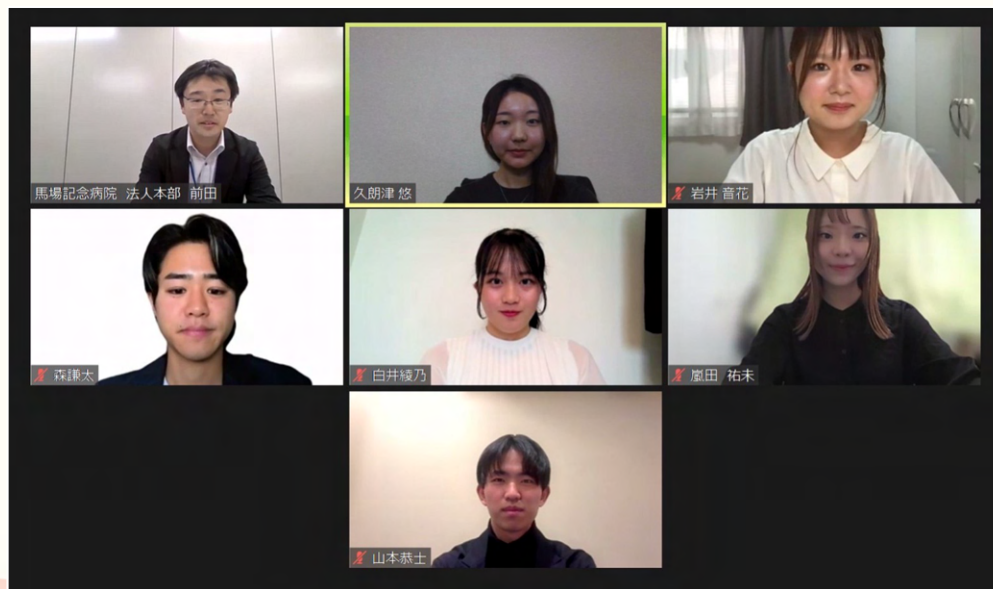 馬場記念病院 法人本部 前田
久朗津 悠
岩井 音花
森謙太
白井綾乃
嵐田 祐未
山本恭士